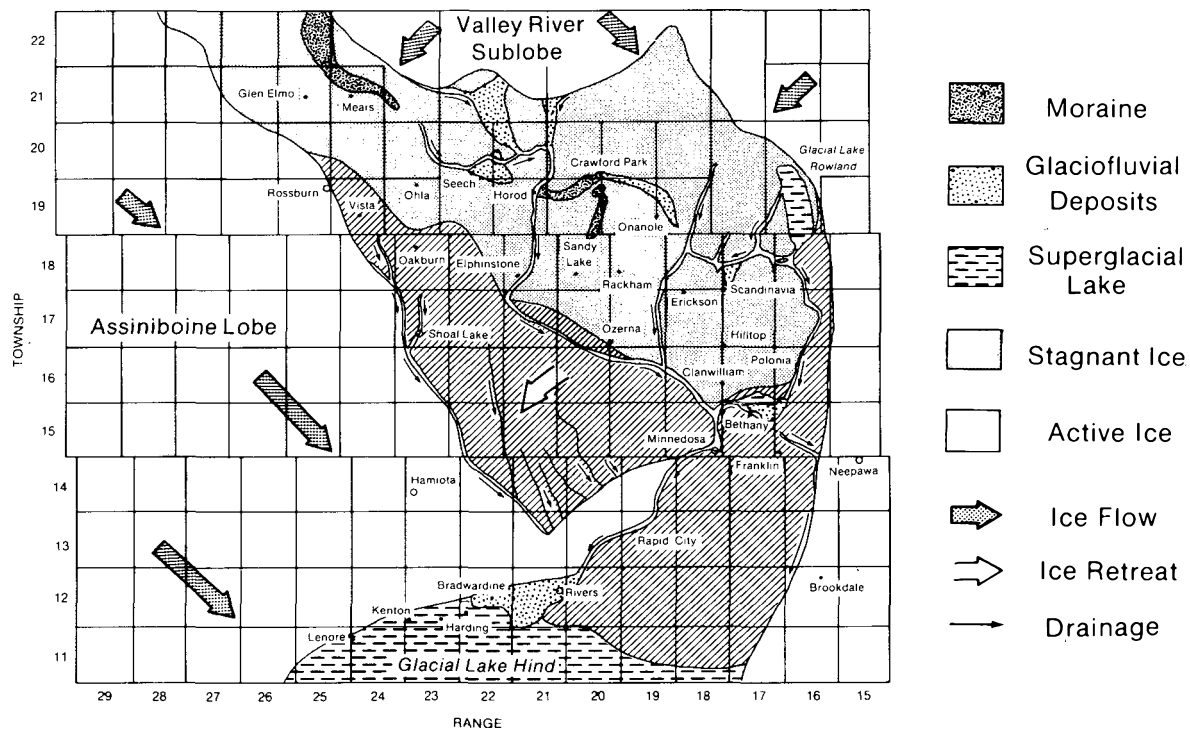 Valley River
Sublobe
22
21
20
19
18
17
16
15
14
13
12
11
TOWNSHIP
Glen Elmo
Mears
Glacial Lake
Rowland
Crawford Park
Rossburn
Vista
Ohla
Seech
Horod
Onanole
Oakburn
Elphinstone
Sandy
Lake
Rackham
Erickson
Scandinavia
Assiniboine Lobe
Shoal Lake
Ozerna
Hilltop
Polonia
Clanwilliam
Bethany
Minnedosa
Franklin
Neepawa
Hamiota
Rapid City
Bradwardine
Rivers
Brookdale
Kenton
Harding
Lenore
Glacial Lake Hind
29 28 27 26 25 24 23 22 21 20 19 18 17 16 15
RANGE
Moraine
Glaciofluvial
Deposits
Superglacial
Lake
Stagnant Ice
Active Ice
Ice Flow
Ice Retreat
Drainage